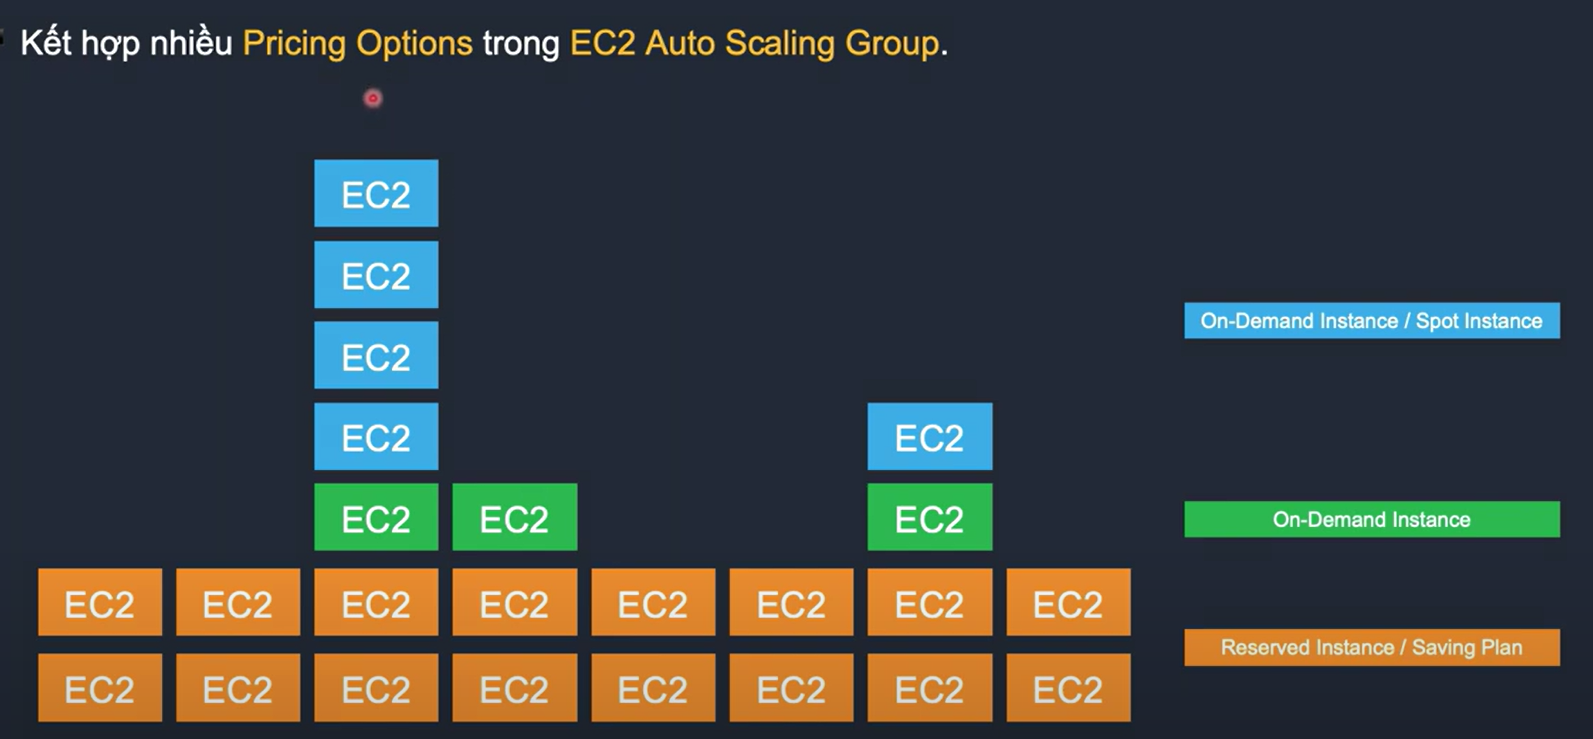 Kết hợp nhiều Pricing Options trong EC2 Auto Scaling Group.
EC2
EC2
EC2
On-Demand Instance / Spot Instance
EC2 EC2
EC2 EC2 EC2
On-Demand Instance
EC2 EC2 EC2 EC2 EC2 EC2 EC2 EC2
Reserved Instance / Saving Plan
EC2 EC2 EC2 EC2 EC2 EC2 EC2 EC2